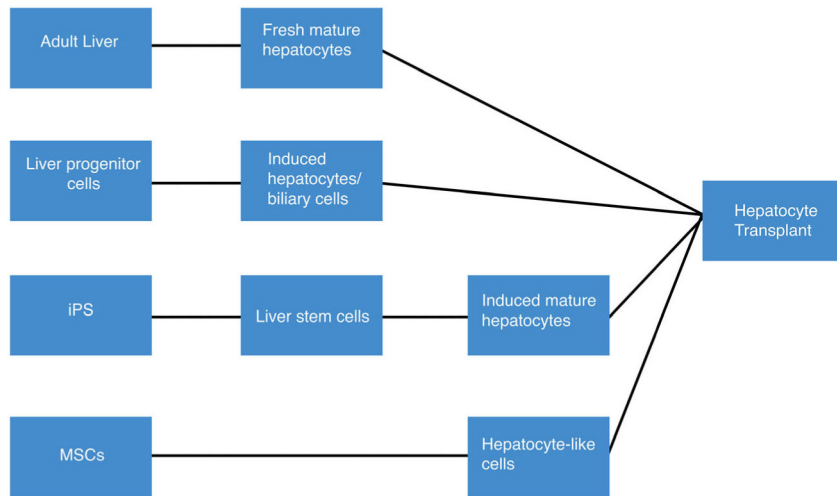 Adult Liver
Fresh mature
hepatocytes
Liver progenitor
cells
Induced
hepatocytes/
biliary cells
Hepatocyte
Transplant
iPS
Liver stem cells
Induced mature
hepatocytes
MSCs
Hepatocyte-like
cells